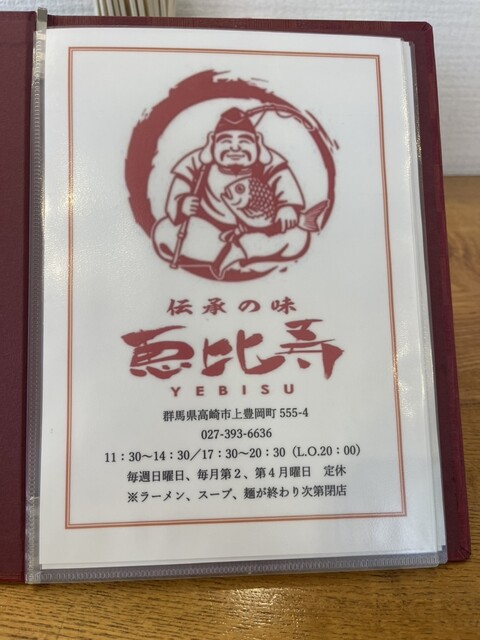 伝承の味
恵比寿
YEBISU
群馬県高崎市上豊岡町 555-4
027-393-6636
11：30～14：30／17：30～20：30（L.O.20：00）
毎週日曜日、毎月第２、第４月曜日　定休
※ラーメン、スープ、麺が終わり次第閉店